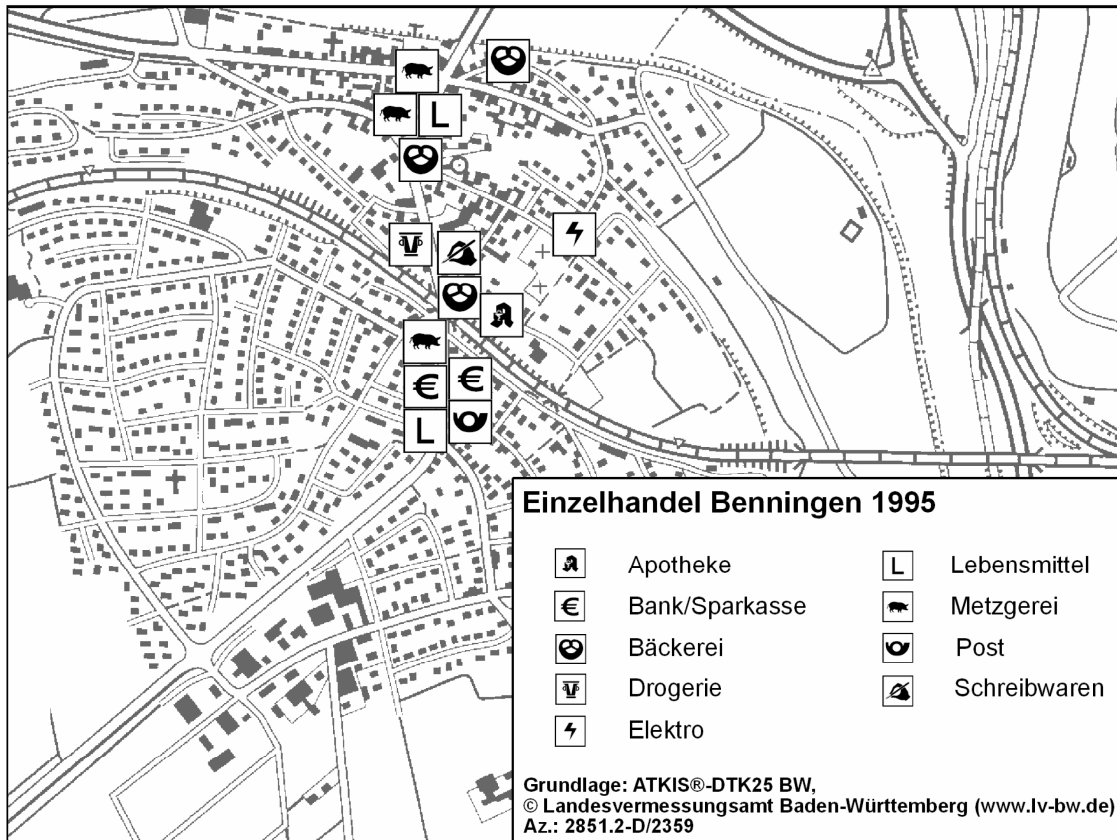 L
€
€
L
Einzelhandel Benningen 1995
Apotheke
€ Bank/Sparkasse
Bäckerei
Drogerie
Elektro
L Lebensmittel
Metzgerei
Post
Schreibwaren
Grundlage: ATKIS®-DTK25 BW,
© Landesvermessungsamt Baden-Württemberg (www.lv-bw.de)
Az.: 2851.2-D/2359